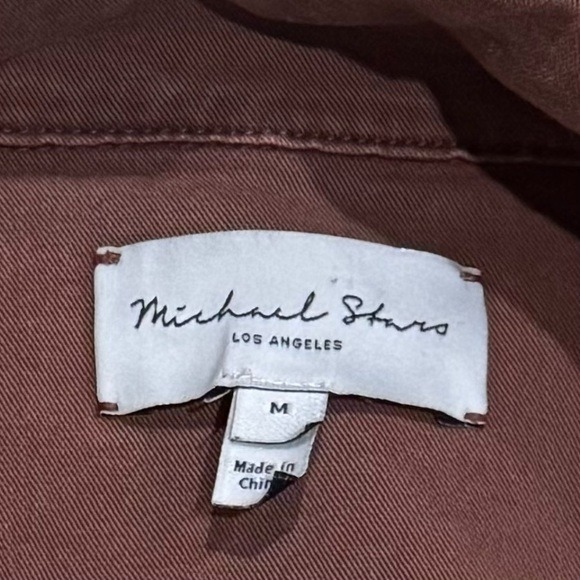 Michael Stars
LOS ANGELES
M
Made in
Chin